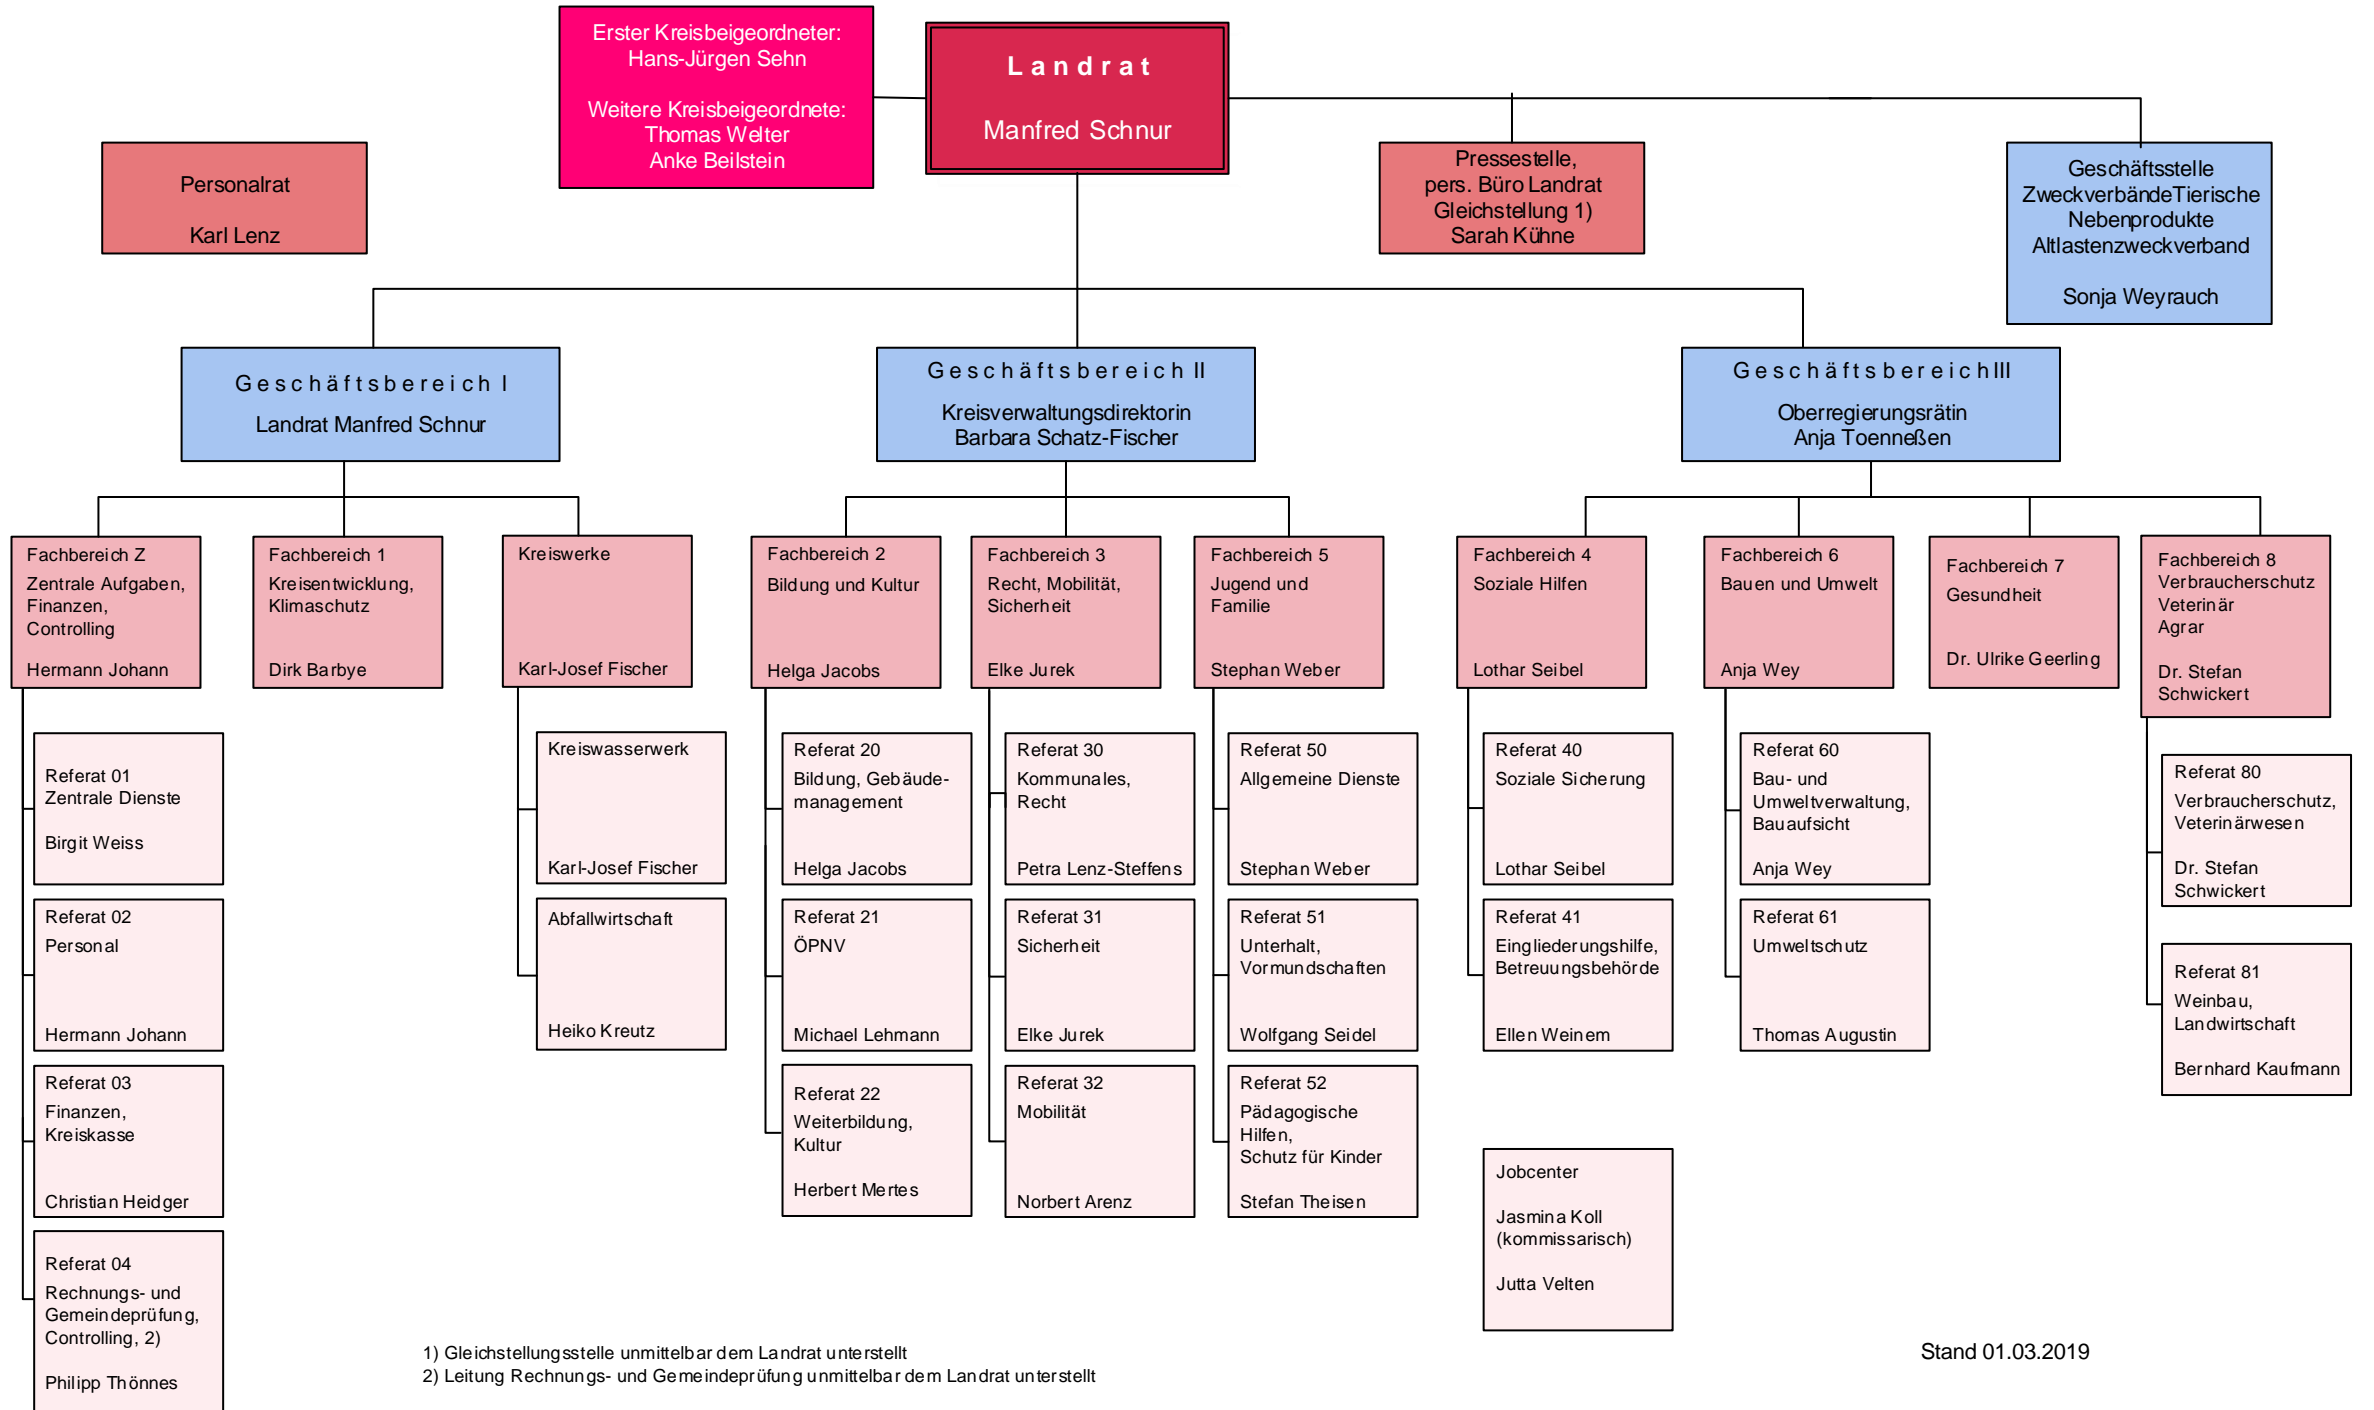 Erster Kreisbeigeordneter:
Hans-Jürgen Sehn
Weitere Kreisbeigeordnete:
Thomas Welter
Anke Beilstein
Landrat
Manfred Schnur
Personalrat
Karl Lenz
Pressestelle,
pers. Büro Landrat
Gleichstellung 1)
Sarah Kühne
Geschäftsstelle
ZweckverbändeTierische
Nebenprodukte
Altlastenzweckverband
Sonja Weyrauch
Geschäftsbereich I
Landrat Manfred Schnur
Geschäftsbereich II
Kreisverwaltungsdirektorin
Barbara Schatz-Fischer
Geschäftsbereich III
Oberregierungsrätin
Anja Toenneßen
Fachbereich Z
Zentrale Aufgaben,
Finanzen,
Controlling
Hermann Johann
Fachbereich 1
Kreisentwicklung,
Klimaschutz
Dirk Barbye
Kreiswerke
Karl-Josef Fischer
Fachbereich 2
Bildung und Kultur
Helga Jacobs
Fachbereich 3
Recht, Mobilität,
Sicherheit
Elke Jurek
Fachbereich 5
Jugend und
Familie
Stephan Weber
Fachbereich 4
Soziale Hilfen
Lothar Seibel
Fachbereich 6
Bauen und Umwelt
Anja Wey
Fachbereich 7
Gesundheit
Dr. Ulrike Geerling
Fachbereich 8
Verbraucherschutz
Veterinär
Agrar
Dr. Stefan
Schwickert
Referat 01
Zentrale Dienste
Birgit Weiss
Referat 02
Personal
Hermann Johann
Referat 03
Finanzen,
Kreiskasse
Christian Heidger
Referat 04
Rechnungs- und
Gemeindeprüfung,
Controlling, 2)
Philipp Thönnes
Kreiswasserwerk
Karl-Josef Fischer
Abfallwirtschaft
Heiko Kreutz
Referat 20
Bildung, Gebäude-
management
Helga Jacobs
Referat 21
ÖPNV
Michael Lehmann
Referat 22
Weiterbildung,
Kultur
Herbert Mertes
Referat 30
Kommunales,
Recht
Petra Lenz-Steffens
Referat 31
Sicherheit
Elke Jurek
Referat 32
Mobilität
Norbert Arenz
Referat 50
Allgemeine Dienste
Stephan Weber
Referat 51
Unterhalt,
Vormundschaften
Wolfgang Seidel
Referat 52
Pädagogische
Hilfen,
Schutz für Kinder
Stefan Theisen
Referat 40
Soziale Sicherung
Lothar Seibel
Referat 41
Eingliederungshilfe,
Betreuungsbehörde
Ellen Weinem
Jobcenter
Jasmina Koll
(kommissarisch)
Jutta Velten
Referat 60
Bau- und
Umweltverwaltung,
Bauaufsicht
Anja Wey
Referat 61
Umweltschutz
Thomas Augustin
Referat 80
Verbraucherschutz,
Veterinärwesen
Dr. Stefan
Schwickert
Referat 81
Weinbau,
Landwirtschaft
Bernhard Kaufmann
1) Gleichstellungsstelle unmittelbar dem Landrat unterstellt
2) Leitung Rechnungs- und Gemeindeprüfung unmittelbar dem Landrat unterstellt
Stand 01.03.2019